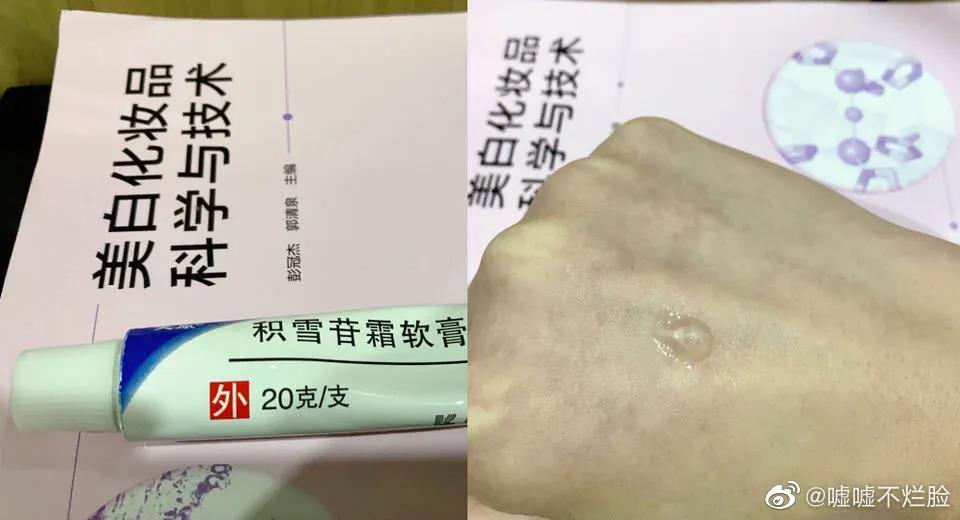 美白化妆品
科学与技术
彭冠杰 郭清泉 主编
积雪苷霜软膏
外 20克/支
美白化妆品
科学与技术
@嘘嘘不烂脸